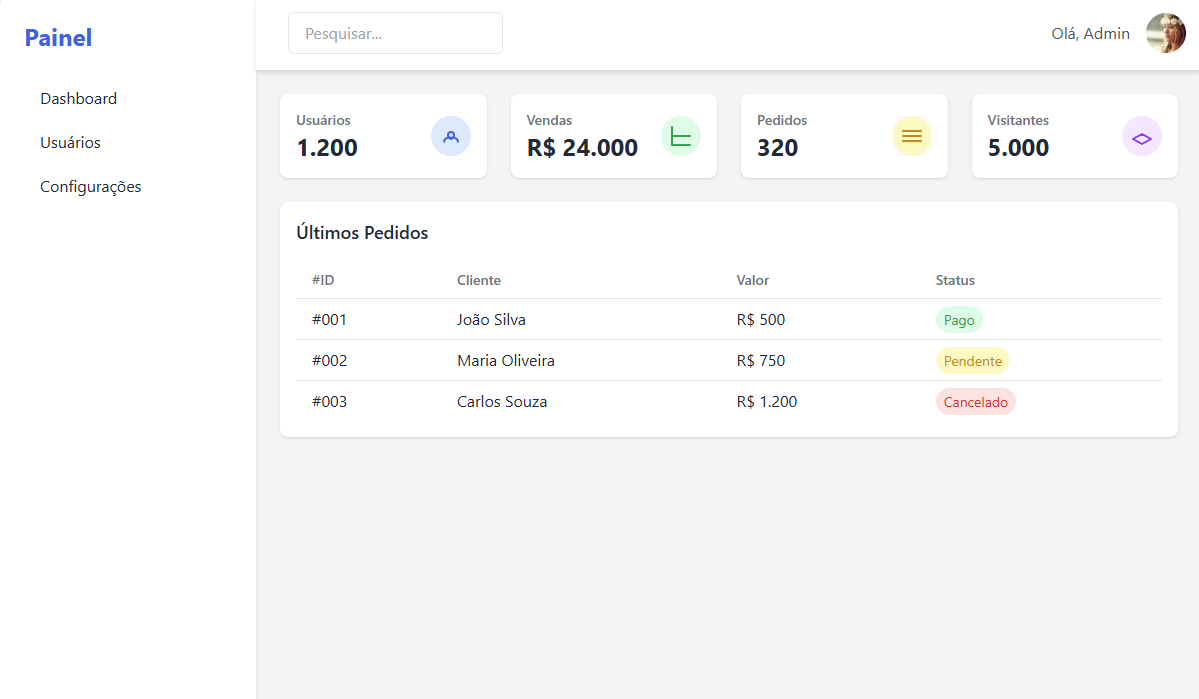 Painel
Dashboard
Usuários
Configurações
Pesquisar...
Olá, Admin
Usuários
1.200
Vendas
R$ 24.000
Pedidos
320
Visitantes
5.000
Últimos Pedidos
#ID Cliente Valor Status
#001 João Silva R$ 500 Pago
#002 Maria Oliveira R$ 750 Pendente
#003 Carlos Souza R$ 1.200 Cancelado